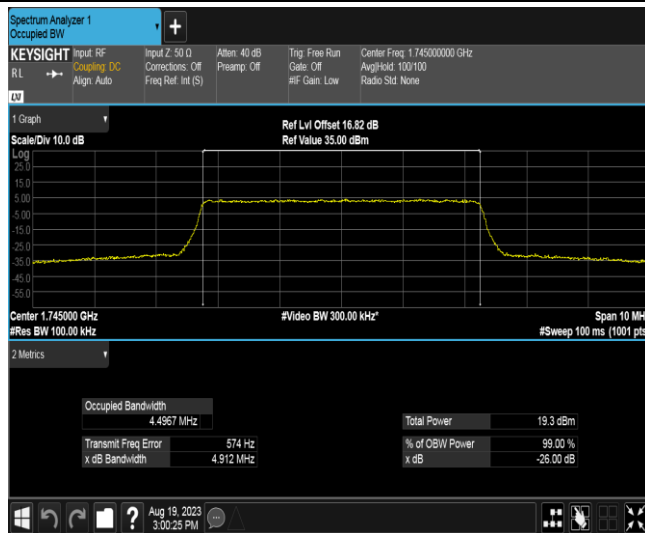 Spectrum Analyzer 1
Occupied BW
+
KEYSIGHT Input: RF Input Z: 50 Ω Atten: 40 dB Trig: Free Run Center Freq: 1.745000000 GHz
RL Coupling: DC Corrections: Off Preamp: Off Gate: Off Avg|Hold: 100/100
Align: Auto Freq Ref: Int (S) #IF Gain: Low Radio Std: None
1 Graph
Ref Lvl Offset 16.82 dB
Scale/Div 10.0 dB Ref Value 35.00 dBm
Log
25.0
15.0
5.00
-5.00
-15.0
-25.0
-35.0
-45.0
-55.0
Center 1.745000 GHz #Video BW 300.00 kHz* Span 10 MH
#Res BW 100.00 kHz #Sweep 100 ms (1001 pts
2 Metrics
Occupied Bandwidth
4.4967 MHz Total Power 19.3 dBm
Transmit Freq Error 574 Hz % of OBW Power 99.00 %
x dB Bandwidth 4.912 MHz x dB -26.00 dB
? Aug 19, 2023
3:00:25 PM